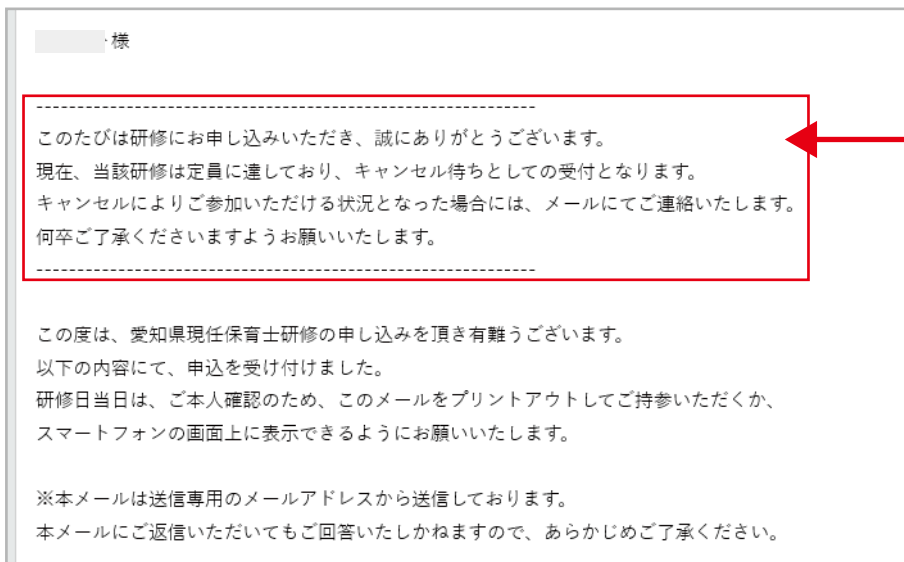 様
------------------------------------------------------------
このたびは研修にお申し込みいただき、誠にありがとうございます。
現在、当該研修は定員に達しており、キャンセル待ちとしての受付となります。
キャンセルによりご参加いただける状況となった場合には、メールにてご連絡いたします。
何卒ご了承くださいますようお願いいたします。
------------------------------------------------------------
この度は、愛知県現任保育士研修の申し込みを頂き有難うございます。
以下の内容にて、申込を受け付けました。
研修日当日は、ご本人確認のため、このメールをプリントアウトしてご持参いただくか、
スマートフォンの画面上に表示できるようにお願いいたします。
※本メールは送信専用のメールアドレスから送信しております。
本メールにご返信いただいてもご回答いたしかねますので、あらかじめご了承ください。